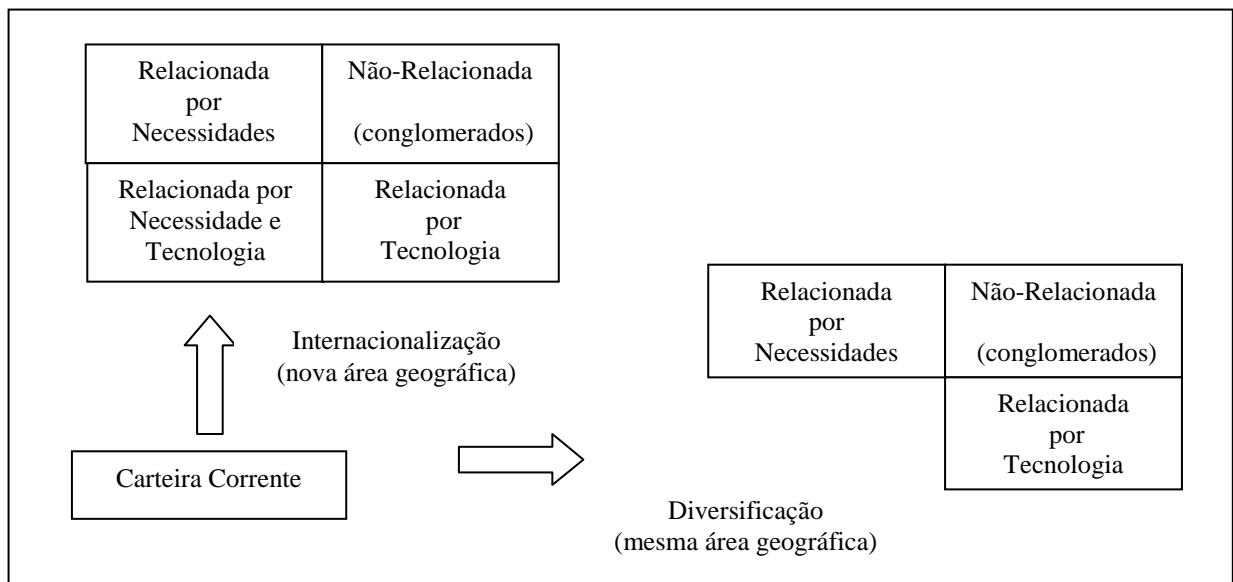 Relacionada
por
Necessidades
Não-Relacionada
(conglomerados)
Relacionada por
Necessidade e
Tecnologia
Relacionada
por
Tecnologia
Internacionalização
(nova área geográfica)
Carteira Corrente
Relacionada
por
Necessidades
Não-Relacionada
(conglomerados)
Relacionada
por
Tecnologia
Diversificação
(mesma área geográfica)